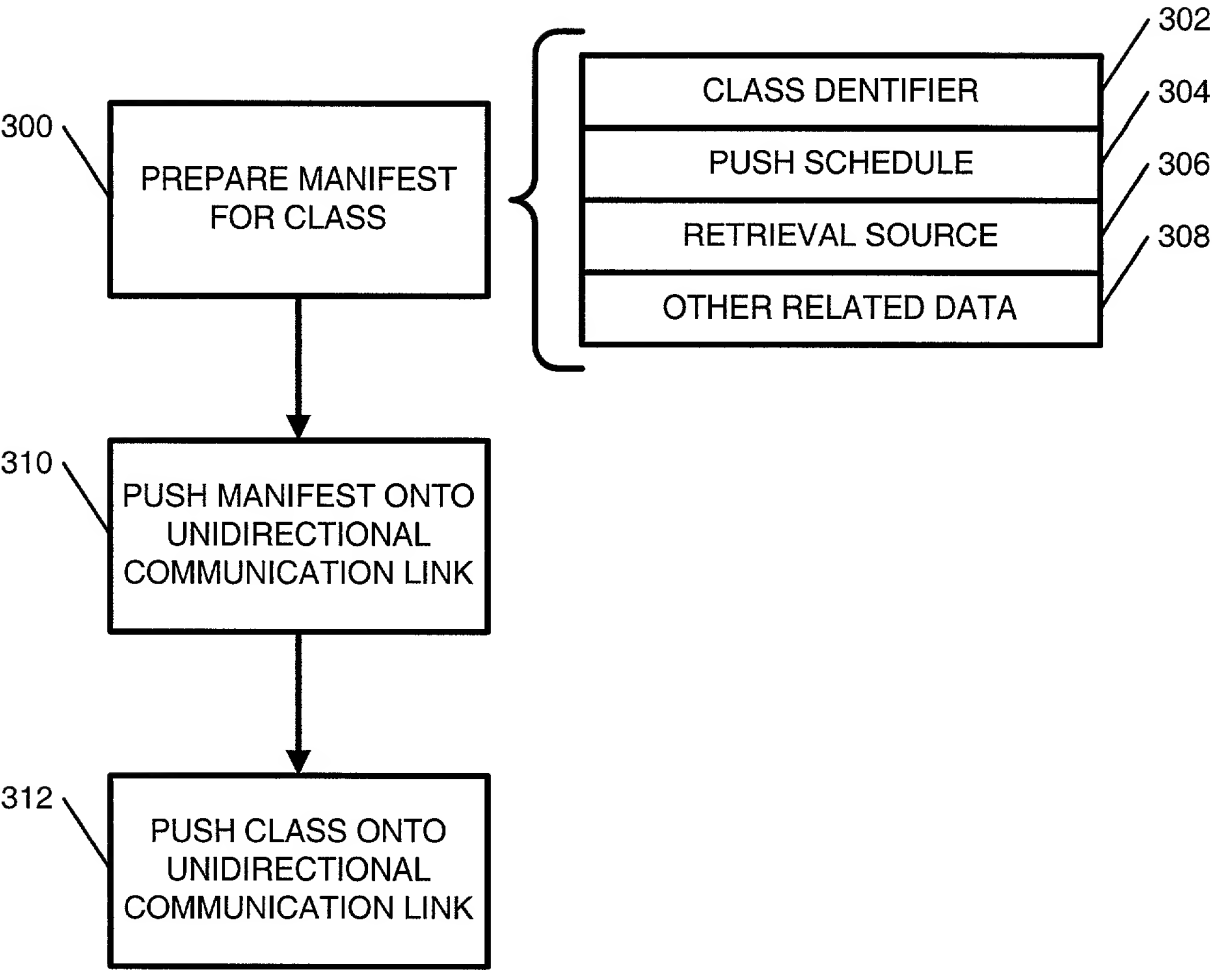 302
CLASS DENTIFIER
304
PUSH SCHEDULE
306
RETRIEVAL SOURCE
308
OTHER RELATED DATA
300
PREPARE MANIFEST
FOR CLASS
310
PUSH MANIFEST ONTO
UNIDIRECTIONAL
COMMUNICATION LINK
312
PUSH CLASS ONTO
UNIDIRECTIONAL
COMMUNICATION LINK